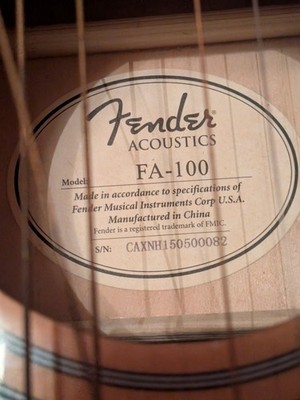 Fender
ACOUSTICS
Model: FA-100
Made in accordance to specifications of
Fender Musical Instruments Corp U.S.A.
Manufactured in China
Fender is a registered trademark of FMIC.
S/N: CAXNH150500082